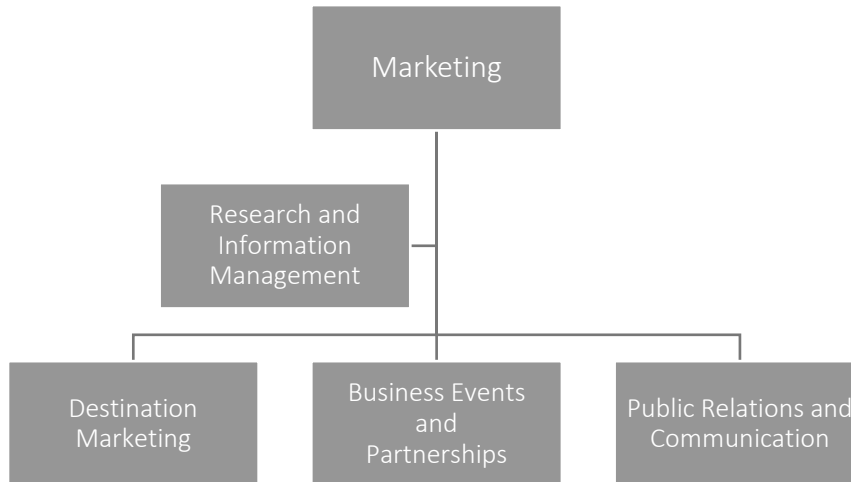 Marketing
Research and
Information
Management
Destination
Marketing
Business Events
and
Partnerships
Public Relations and
Communication